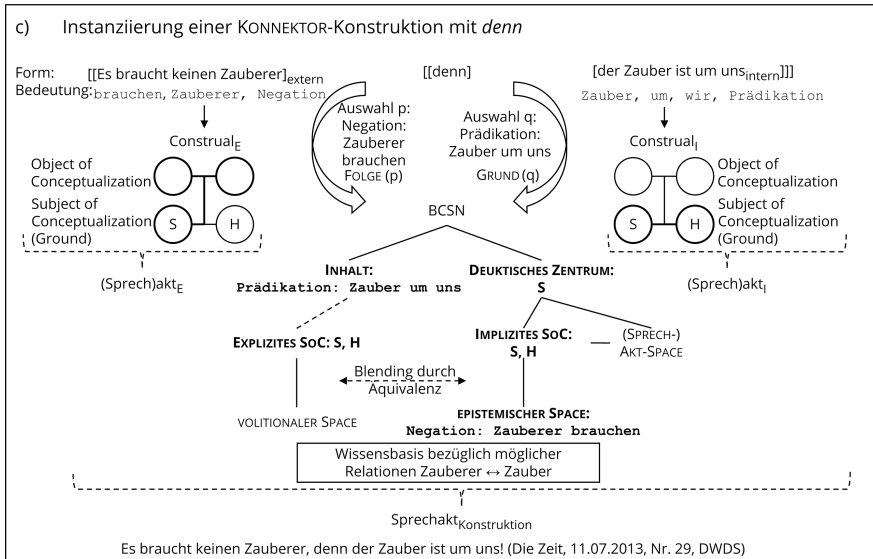 c) Instanziierung einer KONNEKTOR-Konstruktion mit denn
Form: [[Es braucht keinen Zauberer]extern [[denn] [der Zauber ist um uns intern]]]
Bedeutung: brauchen, Zauberer, Negation Zauber, um, wir, Prädikation
Auswahl p:
Negation:
Zauberer
brauchen
FOLGE (p)
Auswahl q:
Prädikation:
Zauber um uns
GRUND (q)
ConstrualE
Object of
Conceptualization
Subject of
Conceptualization
(Ground)
S H
(Sprech)aktE
ConstrualI
Object of
Conceptualization
Subject of
Conceptualization
(Ground)
S H
(Sprech)aktI
BCSN
INHALT:
Prädikation: Zauber um uns
DEUKTISCHES ZENTRUM:
S
EXPLIZITES SOC: S, H
IMPLIZITES SOC:
S, H
(SPRECH-)
AKT-SPACE
Blending durch
Äquivalenz
VOLITIONALER SPACE
EPISTEMISCHER SPACE:
Negation: Zauberer brauchen
Wissensbasis bezüglich möglicher
Relationen Zauberer ↔ Zauber
SprechaktKonstruktion
Es braucht keinen Zauberer, denn der Zauber ist um uns! (Die Zeit, 11.07.2013, Nr. 29, DWDS)